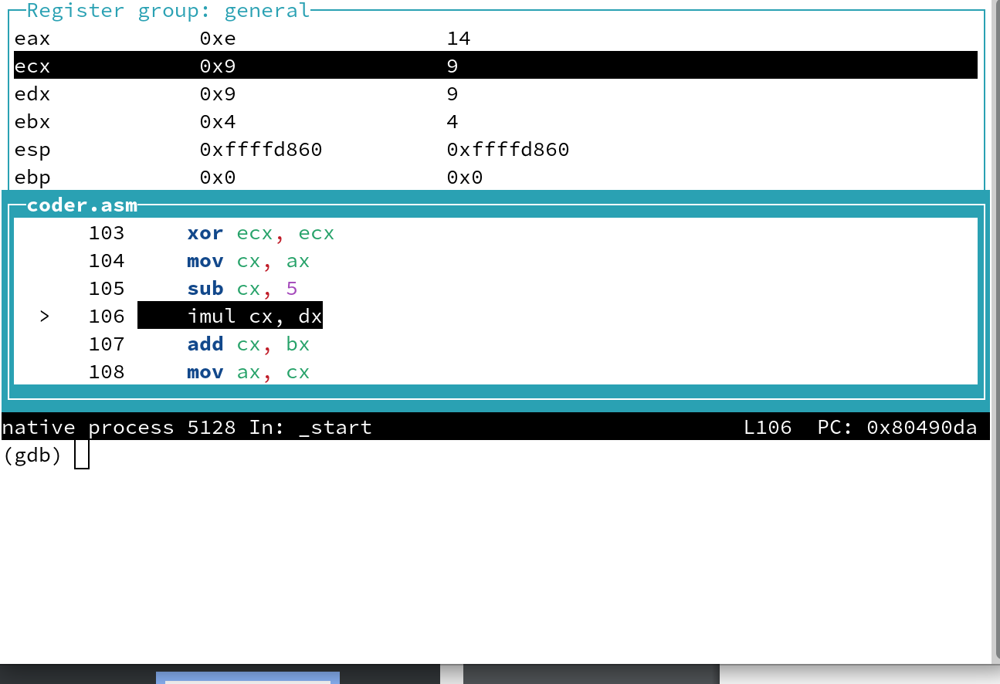 Register group: general
eax 0xe 14
ecx 0x9 9
edx 0x9 9
ebx 0x4 4
esp 0xffffd860 0xffffd860
ebp 0x0 0x0
coder.asm
103 xor ecx, ecx
104 mov cx, ax
105 sub cx, 5
> 106 imul cx, dx
107 add cx, bx
108 mov ax, cx
native process 5128 In: _start L106 PC: 0x80490da
(gdb)